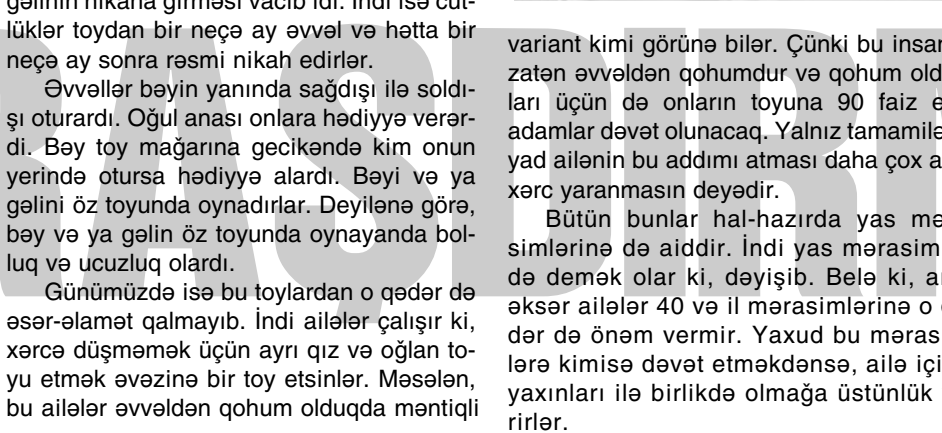 gəlinin nikaha girməsi vacib idi. İndi isə cüt-
lüklər toydan bir neçə ay əvvəl və hətta bir
neçə ay sonra rəsmi nikah edirlər.
Əvvəllər bəyin yanında sağdışı ilə soldı-
şı oturardı. Oğul anası onlara hədiyyə verər-
di. Bəy toy mağarına gecikəndə kim onun
yerində otursa hədiyyə alardı. Bəyi və ya
gəlini öz toyunda oynadırlar. Deyilənə görə,
bəy və ya gəlin öz toyunda oynayanda bol-
luq və ucuzluq olardı.
Günümüzdə isə bu toylardan o qədər də
əsər-əlamət qalmayıb. İndi ailələr çalışır ki,
xərcə düşməmək üçün ayrı qız və oğlan to-
yu etmək əvəzinə bir toy etsinlər. Məsələn,
bu ailələr əvvəldən qohum olduqda məntiqli
variant kimi görünə bilər. Çünki bu insan
zatən əvvəldən qohumdur və qohum old
ları üçün də onların toyuna 90 faiz e
adamlar dəvət olunacaq. Yalnız tamamilə
yad ailənin bu addımı atması daha çox a
xərc yaranmasın deyədir.
Bütün bunlar hal-hazırda yas mə
simlərinə də aiddir. İndi yas mərasim
də demək olar ki, dəyişib. Belə ki, a
əksər ailələr 40 və il mərasimlərinə o
dər də önəm vermir. Yaxud bu məras
lərə kimisə dəvət etməkdənsə, ailə içi
yaxınları ilə birlikdə olmağa üstünlük
rirlər.